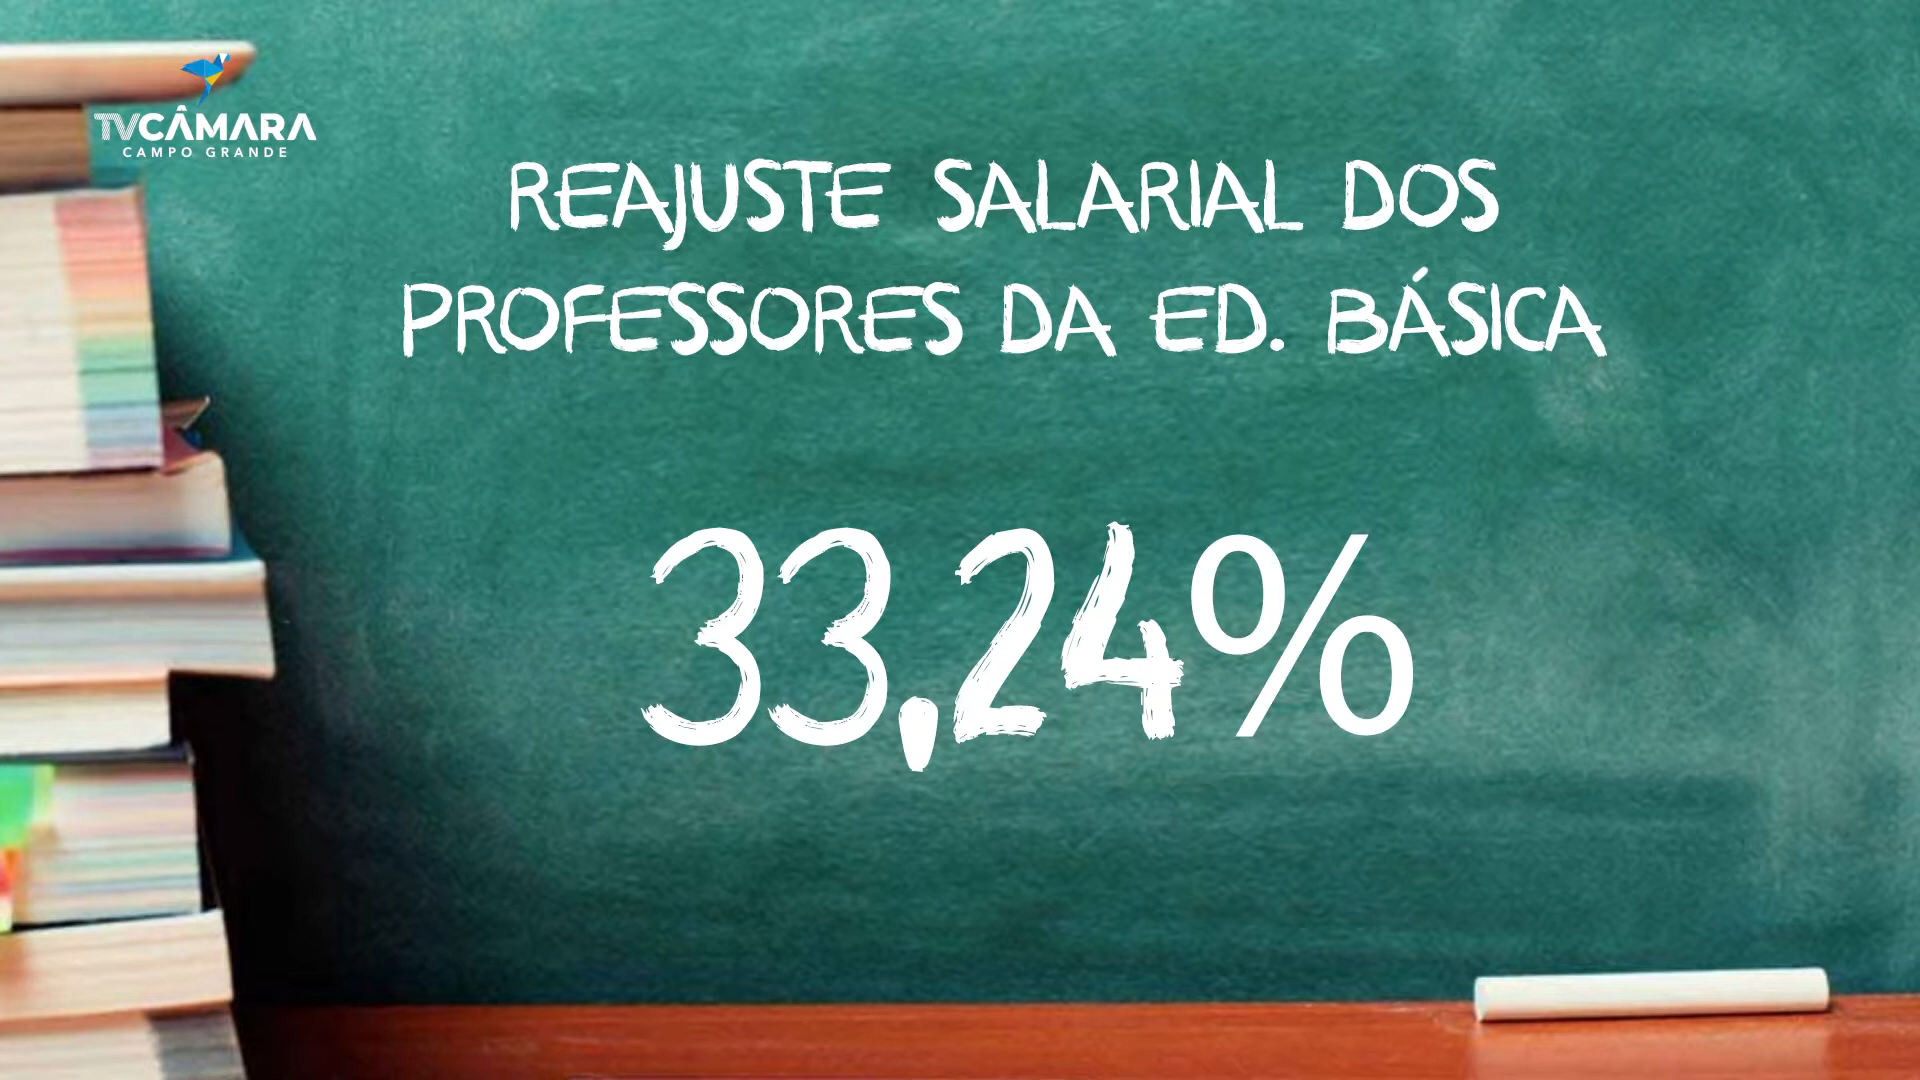 TVCÂMARA
CAMPO GRANDE
REAJUSTE SALARIAL DOS
PROFESSORES DA ED. BÁSICA
33,24%